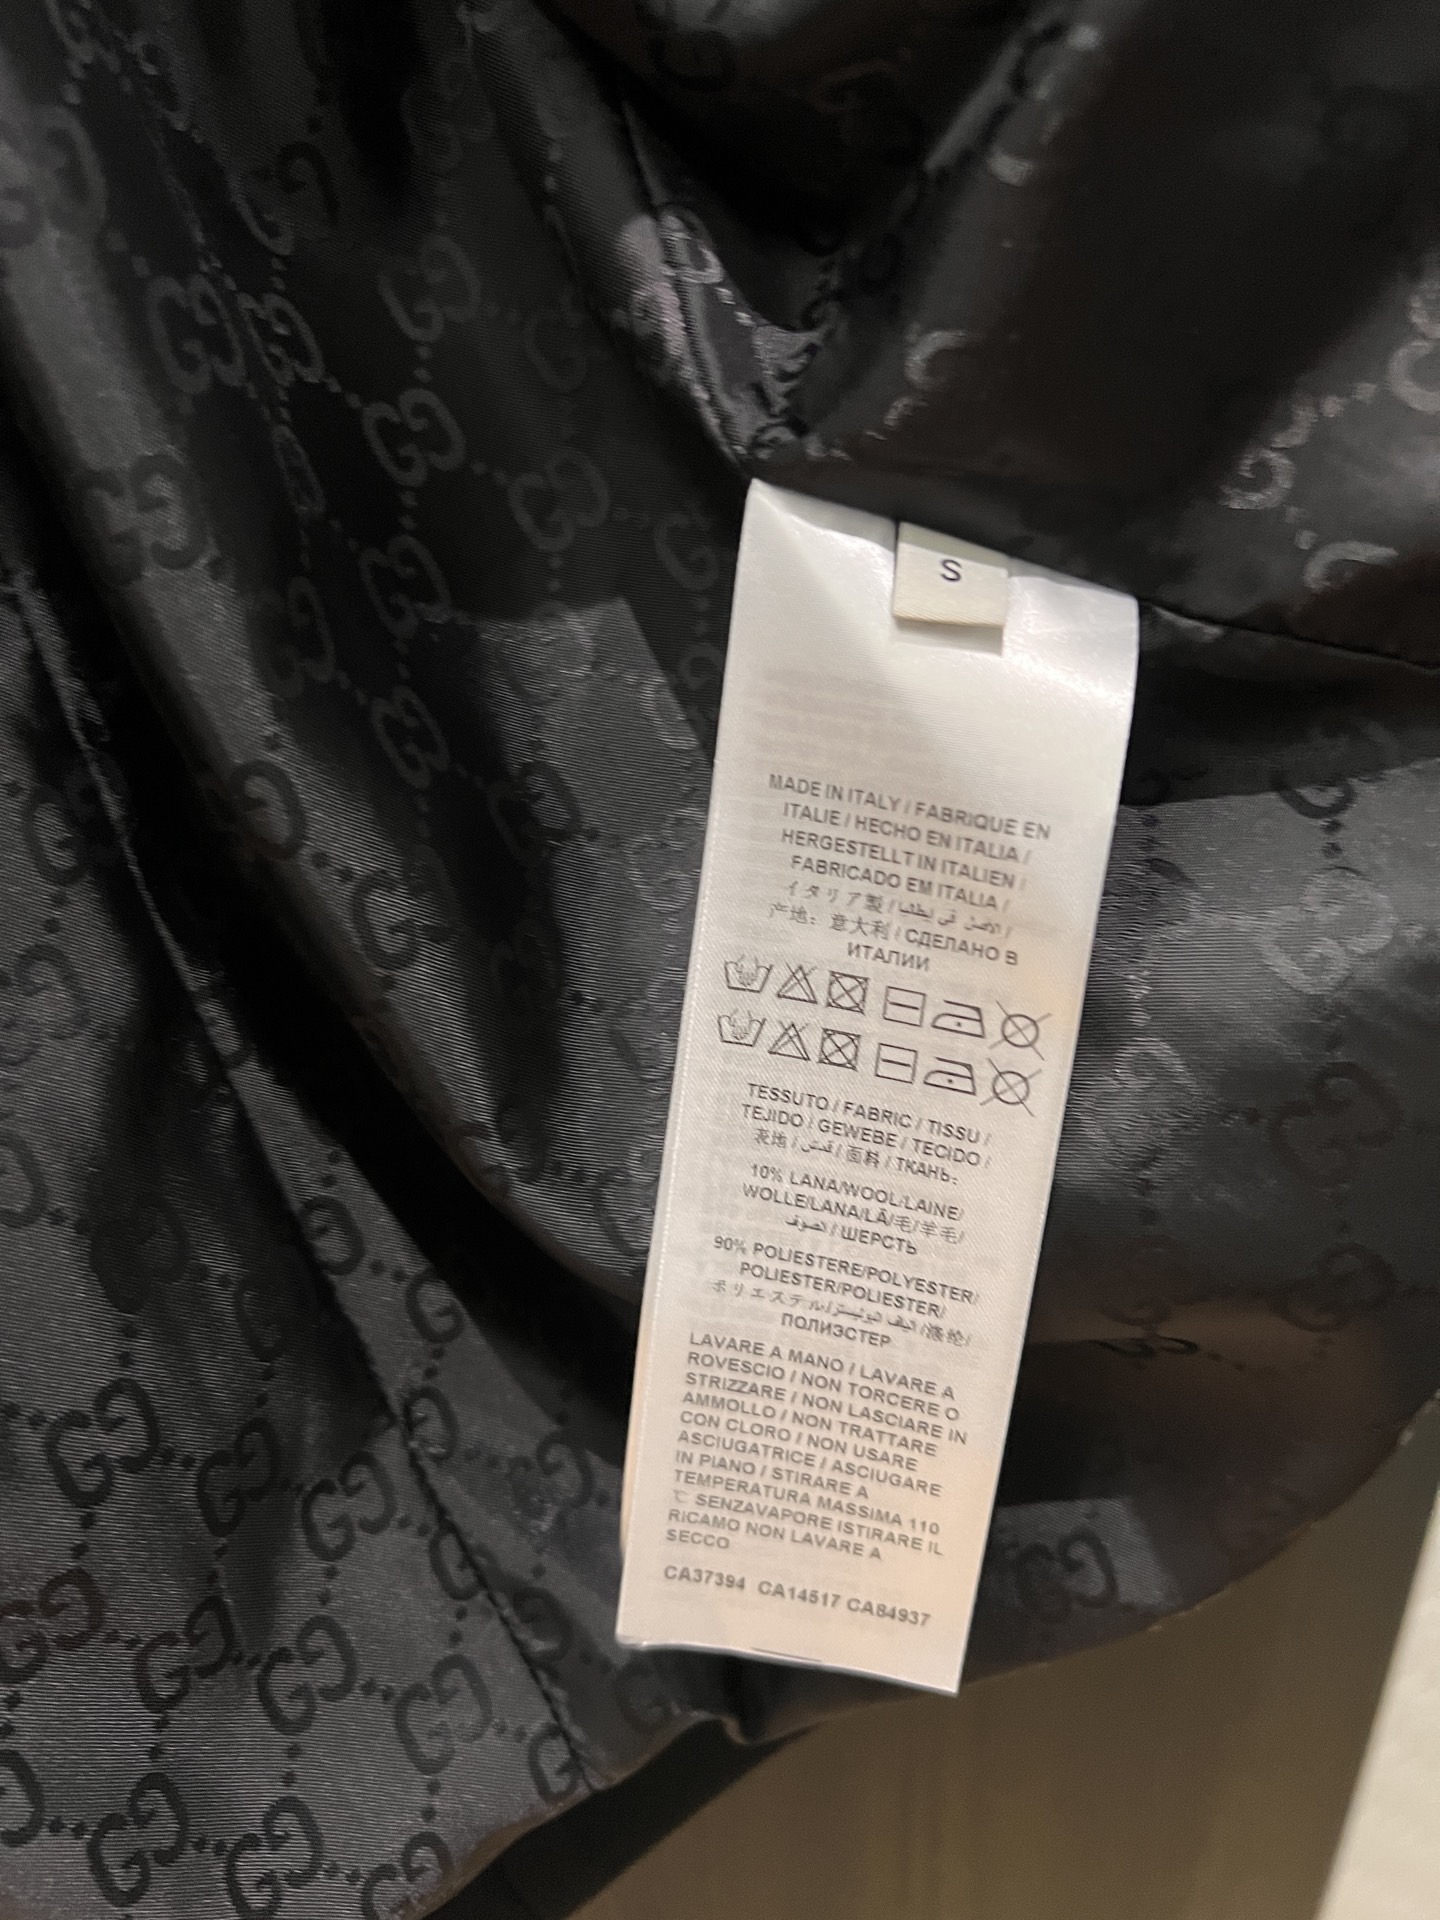 S
MADE IN ITALY / FABRIQUE EN
ITALIE / HECHO EN ITALIA /
HERGESTELLT IN ITALIEN /
FABRICADO EM ITALIA /
イタリア製 /
产地: 意大利 / СДЕЛАНО В
ИТАЛИИ
TESSUTO / FABRIC / TISSU /
TEJIDO / GEWEBE / TECIDO /
表地 / قماش / 面料 / ТКАНЬ:
10% LANA/WOOL/LAINE/
WOLLE/LANA/LÃ/毛/羊毛/
الصوف / ШЕРСТЬ
90% POLIESTERE/POLYESTER/
POLIESTER/POLIESTER/
ポリエステル/ /涤纶/
ПОЛИЭСТЕР
LAVARE A MANO / LAVARE A
ROVESCIO / NON TORCERE O
STRIZZARE / NON LASCIARE IN
AMMOLLO / NON TRATTARE
CON CLORO / NON USARE
ASCIUGATRICE / ASCIUGARE
IN PIANO / STIRARE A
TEMPERATURA MASSIMA 110
℃ SENZAVAPORE ISTIRARE IL
RICAMO NON LAVARE A
SECCO
CA37394 CA14517 CA84937